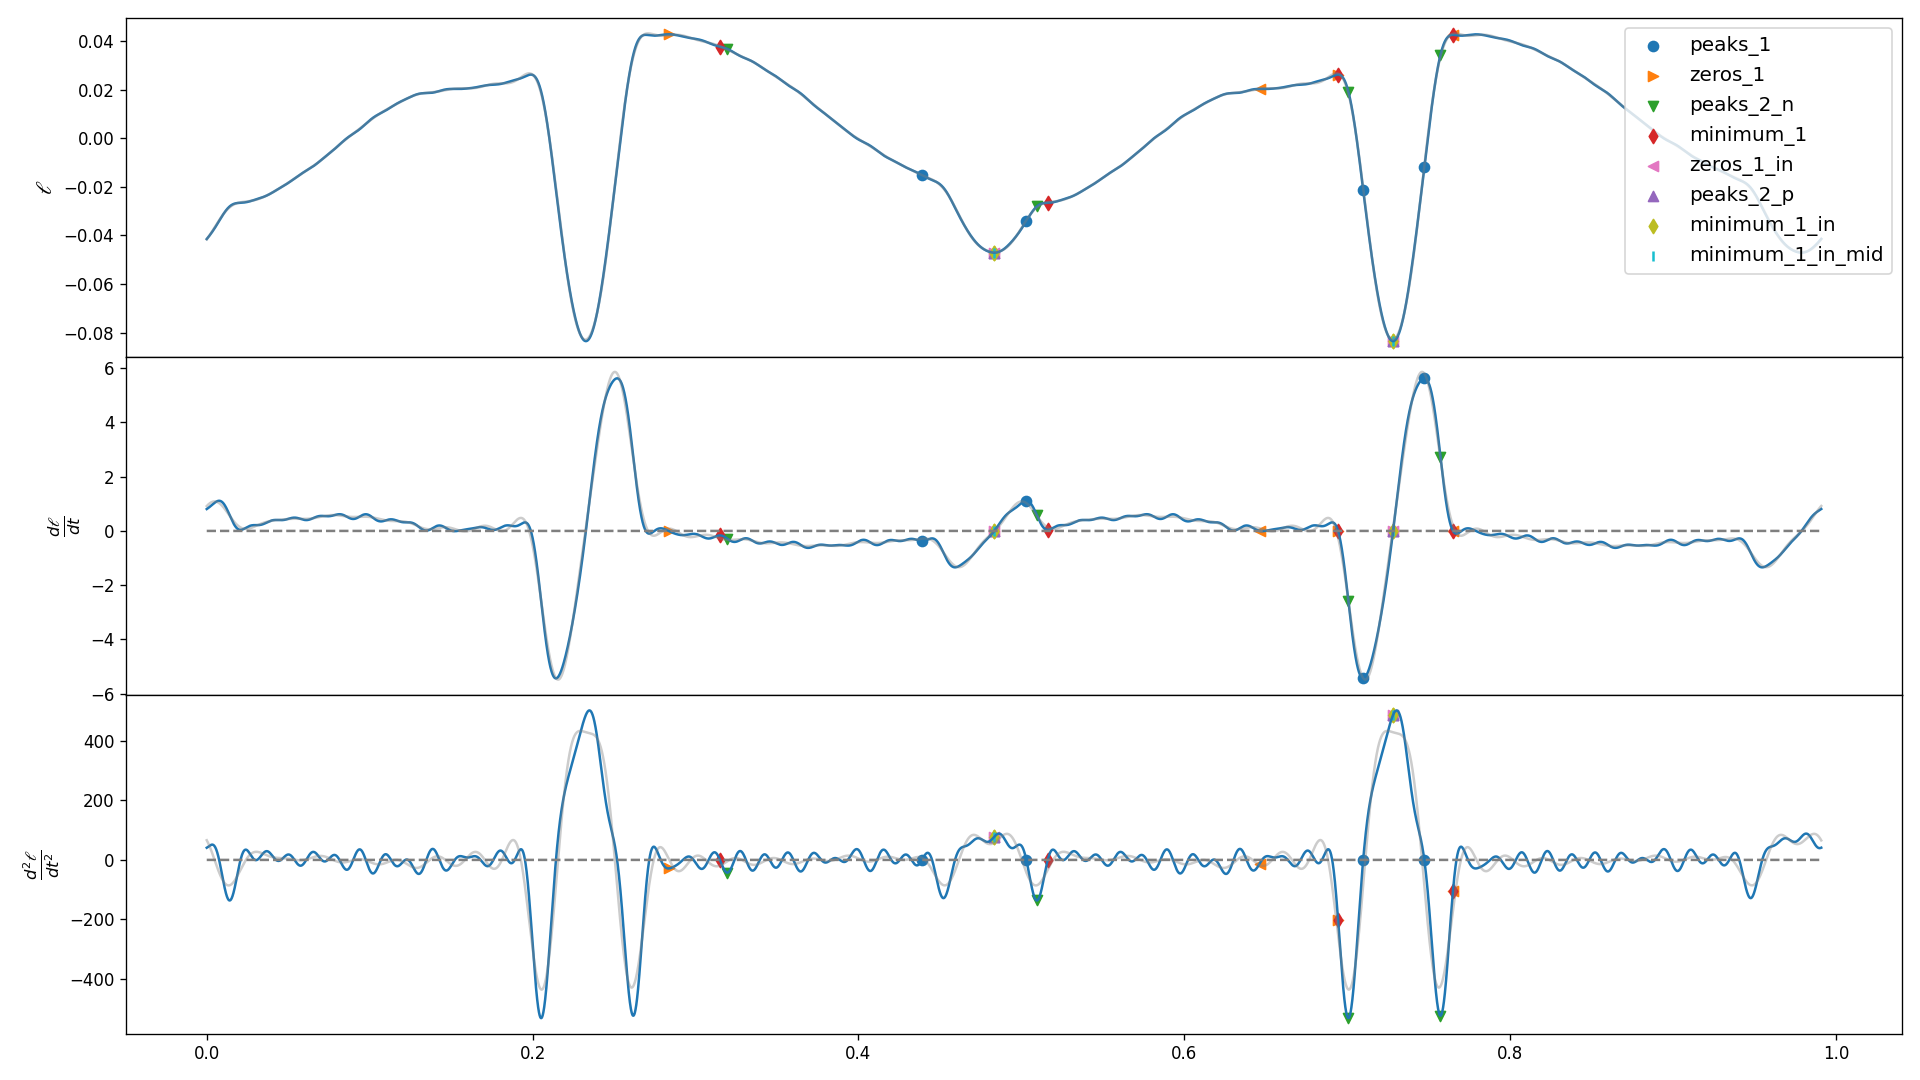 0.04
0.02
0.00
−0.02
−0.04
−0.06
−0.08
ℓ
peaks_1
zeros_1
peaks_2_n
minimum_1
zeros_1_in
peaks_2_p
minimum_1_in
minimum_1_in_mid
6
4
2
0
−2
−4
−6
dℓ
dt
400
200
0
−200
−400
d²ℓ
dt²
0.0 0.2 0.4 0.6 0.8 1.0